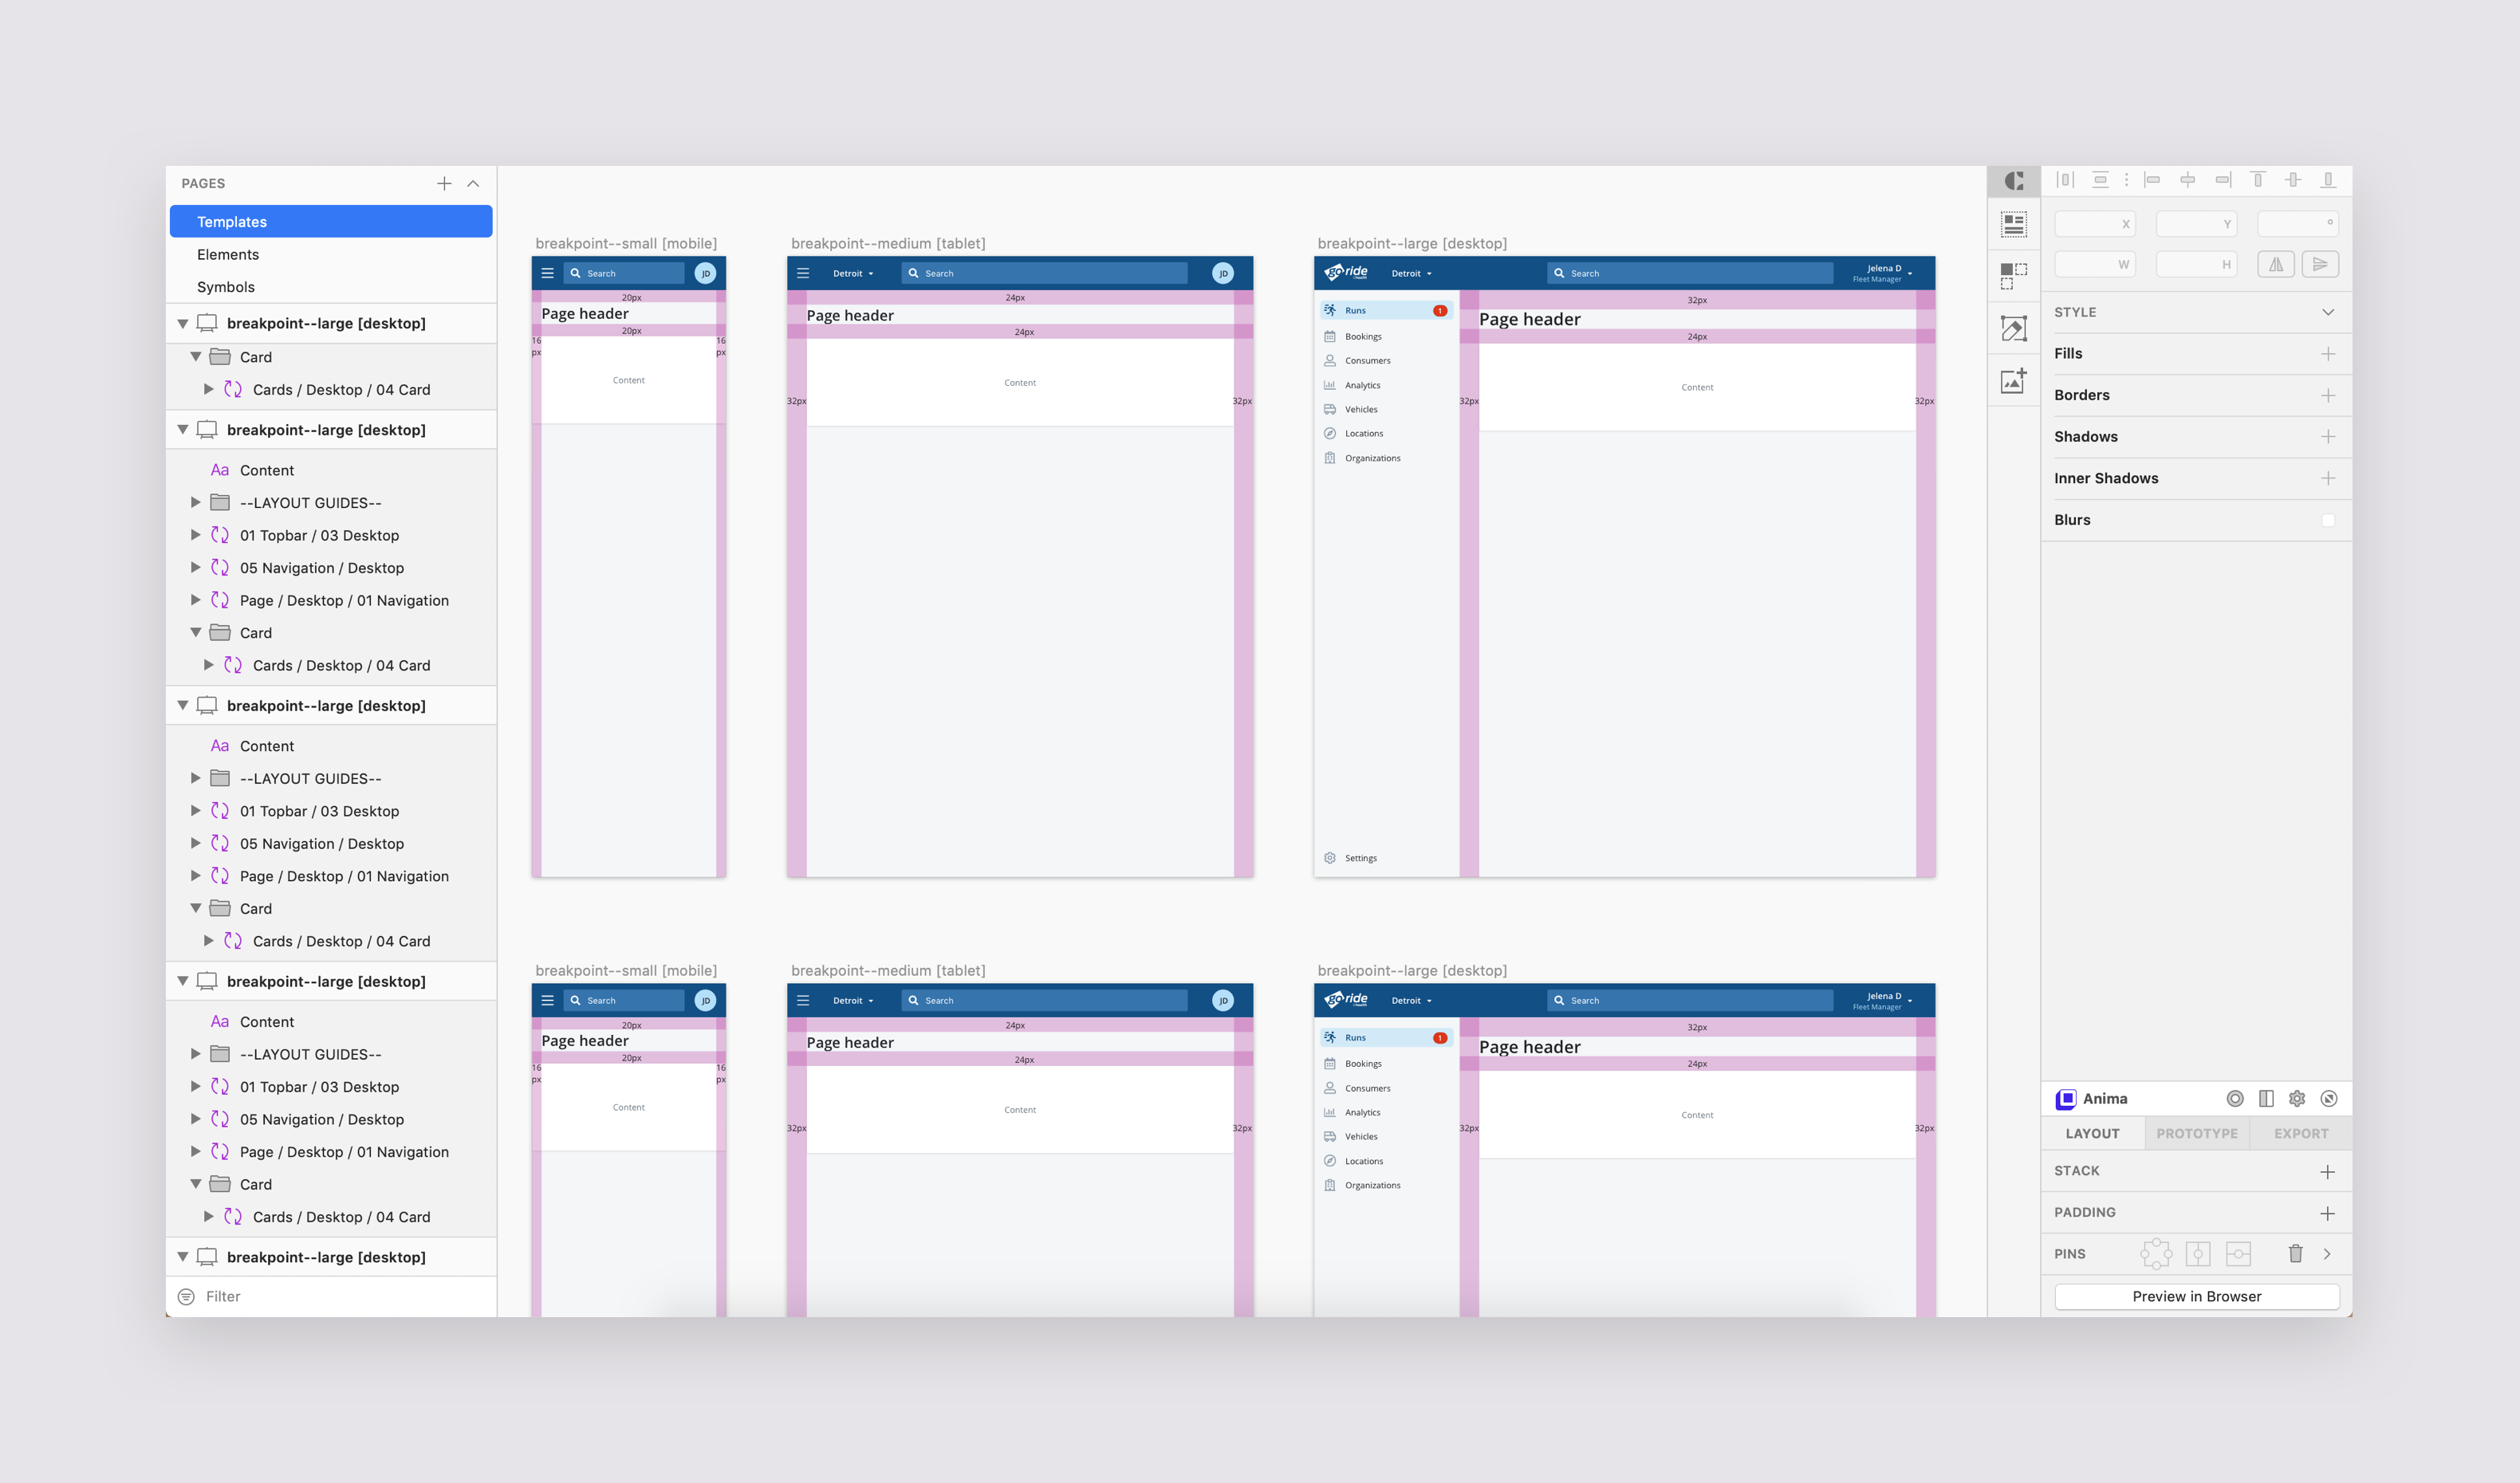 PAGES
Templates
Elements
Symbols
breakpoint--large [desktop]
Card
Cards / Desktop / 04 Card
breakpoint--large [desktop]
Aa Content
--LAYOUT GUIDES--
01 Topbar / 03 Desktop
05 Navigation / Desktop
Page / Desktop / 01 Navigation
Card
Cards / Desktop / 04 Card
breakpoint--large [desktop]
Aa Content
--LAYOUT GUIDES--
01 Topbar / 03 Desktop
05 Navigation / Desktop
Page / Desktop / 01 Navigation
Card
Cards / Desktop / 04 Card
breakpoint--large [desktop]
Aa Content
--LAYOUT GUIDES--
01 Topbar / 03 Desktop
05 Navigation / Desktop
Page / Desktop / 01 Navigation
Card
Cards / Desktop / 04 Card
breakpoint--large [desktop]
Filter
breakpoint--small [mobile]
Search JD
20px
Page header
20px
16 px
16 px
Content
breakpoint--medium [tablet]
Detroit Search JD
24px
Page header
24px
Content
32px
32px
breakpoint--large [desktop]
go ride Detroit Search Jelena D
Fleet Manager
Runs 1
Bookings
Consumers
Analytics
Vehicles
Locations
Organizations
Settings
32px
Page header
24px
Content
32px
32px
breakpoint--small [mobile]
Search JD
20px
Page header
20px
16 px
16 px
Content
breakpoint--medium [tablet]
Detroit Search JD
24px
Page header
24px
Content
32px
32px
breakpoint--large [desktop]
go ride Detroit Search Jelena D
Fleet Manager
Runs 1
Bookings
Consumers
Analytics
Vehicles
Locations
Organizations
32px
Page header
24px
Content
32px
32px
X Y °
W H
STYLE
Fills
Borders
Shadows
Inner Shadows
Blurs
Anima
LAYOUT PROTOTYPE EXPORT
STACK
PADDING
PINS
Preview in Browser